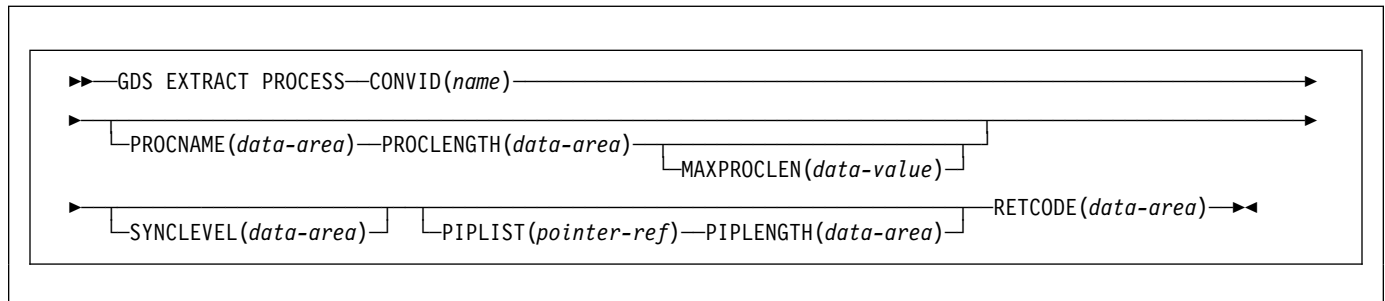 GDS EXTRACT PROCESS CONVID(name)
PROCNAME(data-area) PROCLENGTH(data-area)
MAXPROCLEN(data-value)
RETCODE(data-area)
SYNCLEVEL(data-area) PIPLIST(pointer-ref) PIPLENGTH(data-area)